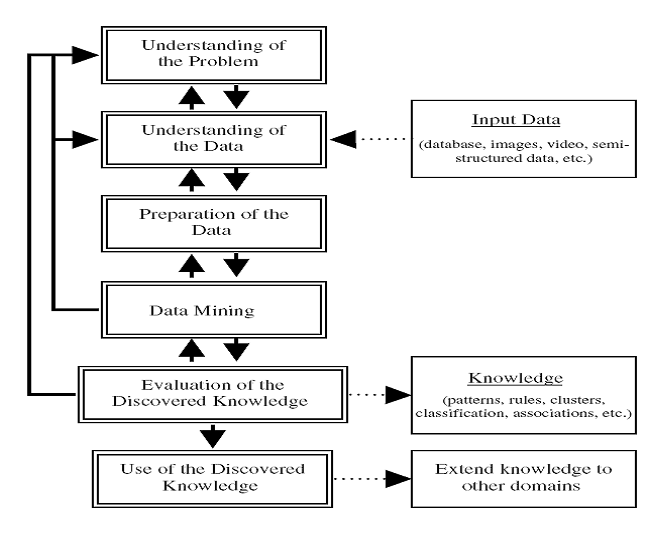 Understanding of
the Problem
Understanding of
the Data
Input Data
(database, images, video, semi-
structured data, etc.)
Preparation of the
Data
Data Mining
Evaluation of the
Discovered Knowledge
Knowledge
(patterns, rules, clusters,
classification, associations, etc.)
Use of the Discovered
Knowledge
Extend knowledge to
other domains